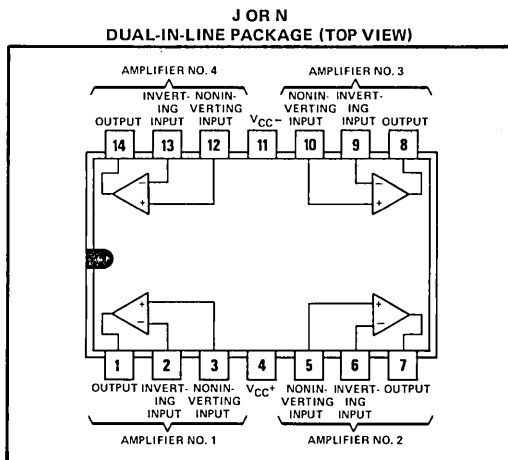 J OR N
DUAL-IN-LINE PACKAGE (TOP VIEW)
AMPLIFIER NO. 4 AMPLIFIER NO. 3
INVERT- NONIN- NONIN- INVERT-
ING VERTING VERTING ING
OUTPUT INPUT INPUT VCC− INPUT INPUT OUTPUT
14 13 12 11 10 9 8
− − 
+ +
+ +
− −
1 2 3 4 5 6 7
OUTPUT INVERT- NONIN- VCC+ NONIN- INVERT- OUTPUT
ING VERTING VERTING ING
INPUT INPUT INPUT INPUT
AMPLIFIER NO. 1 AMPLIFIER NO. 2